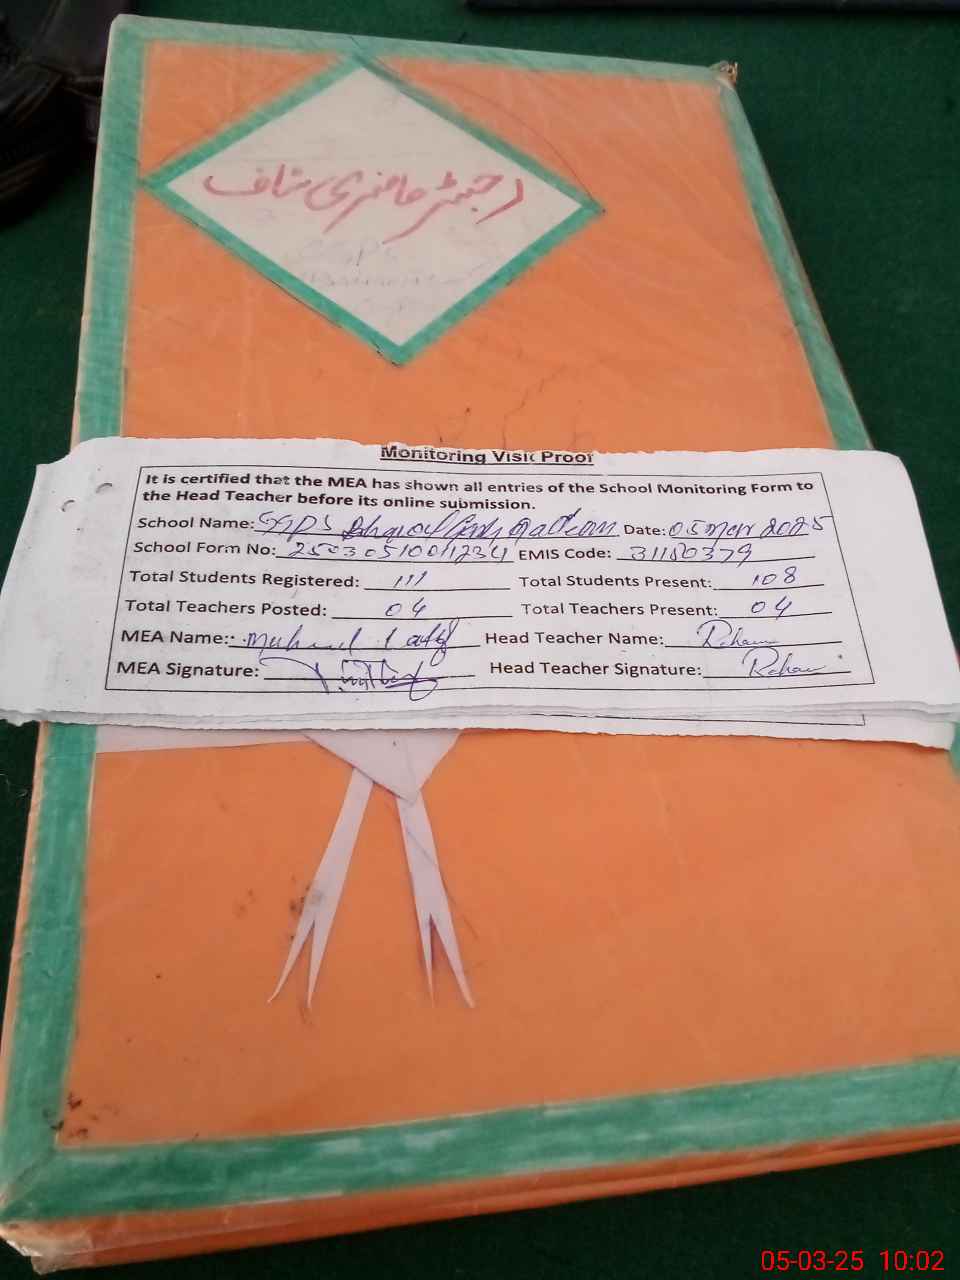 رجسٹر حاضری سٹاف
Monitoring Visit Proof
It is certified that the MEA has shown all entries of the School Monitoring Form to
the Head Teacher before its online submission.
School Name: GGPS Date: 05 Mar 2025
School Form No: EMIS Code: 31150379
Total Students Registered: 111 Total Students Present: 108
Total Teachers Posted: 04 Total Teachers Present: 04
MEA Name: Head Teacher Name:
MEA Signature: Head Teacher Signature:
05-03-25 10:02